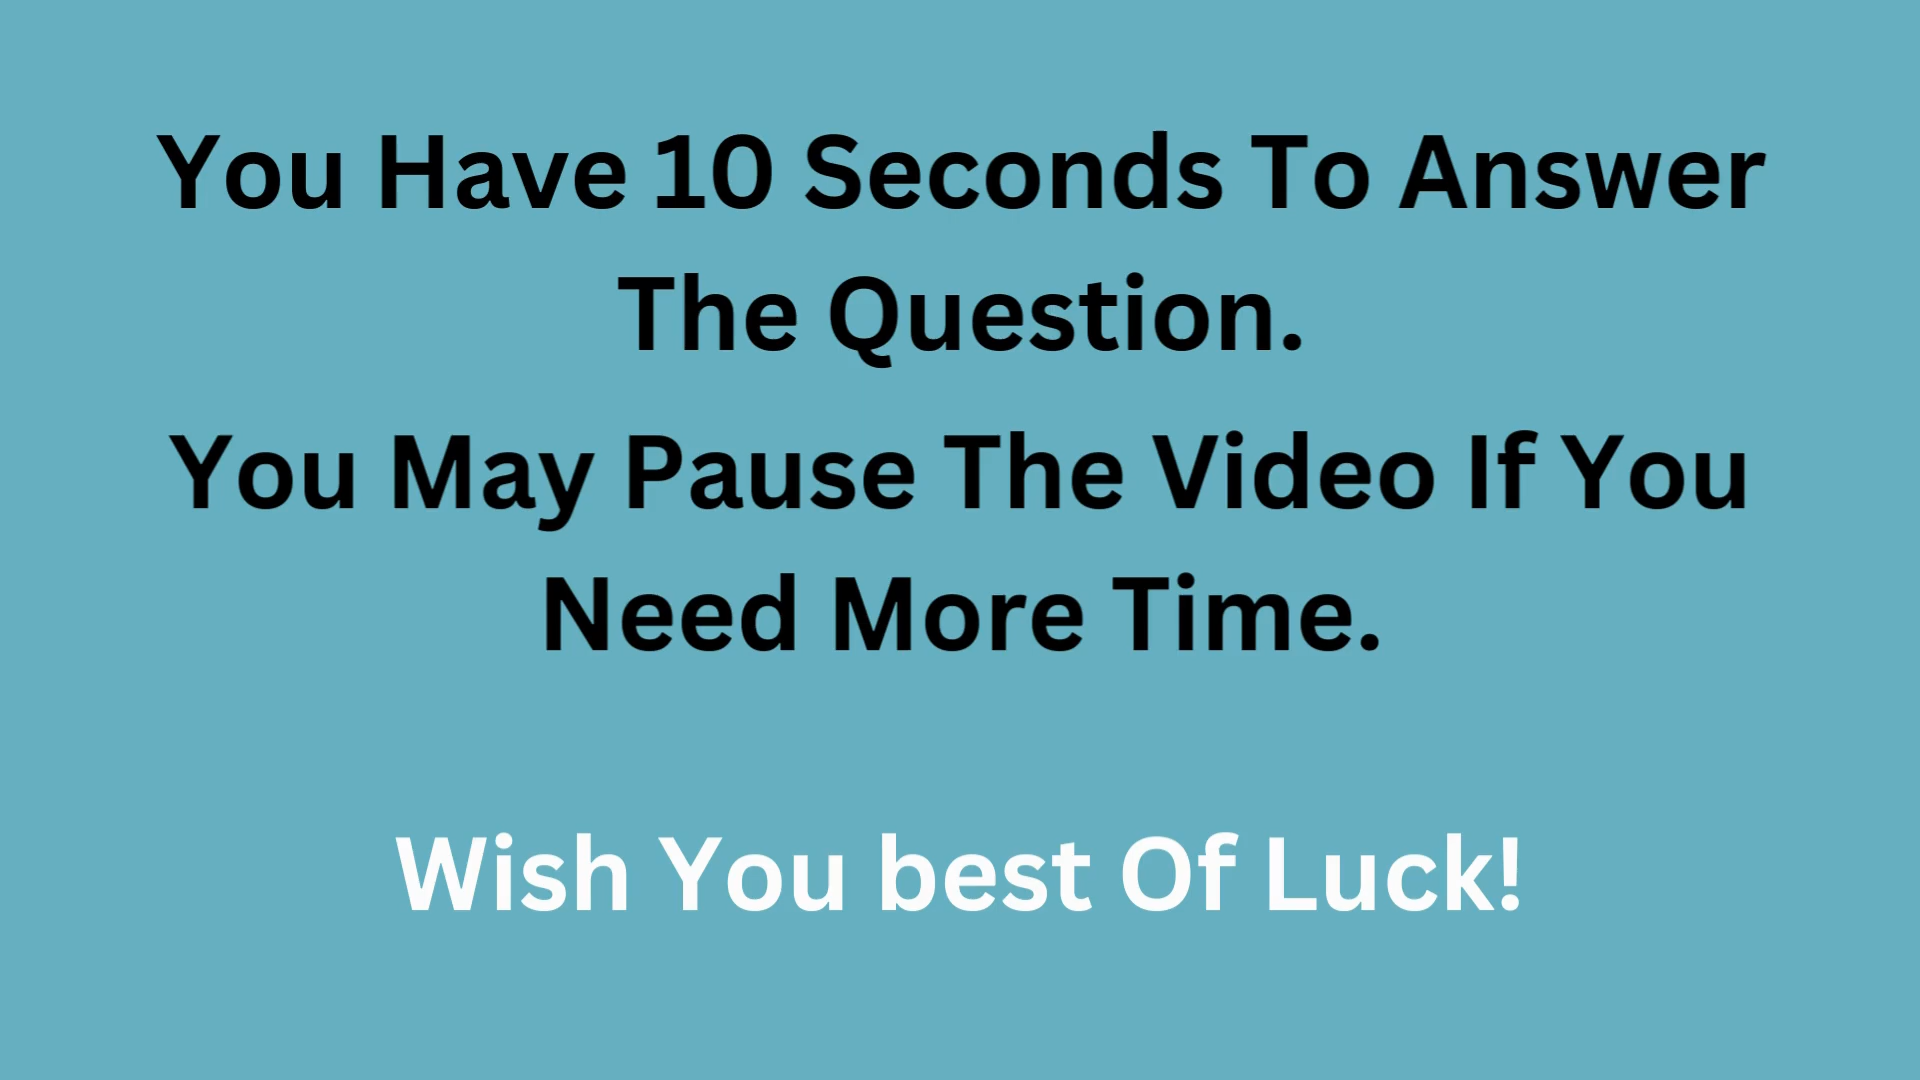 You Have 10 Seconds To Answer
The Question.
You May Pause The Video If You
Need More Time.
Wish You best Of Luck!